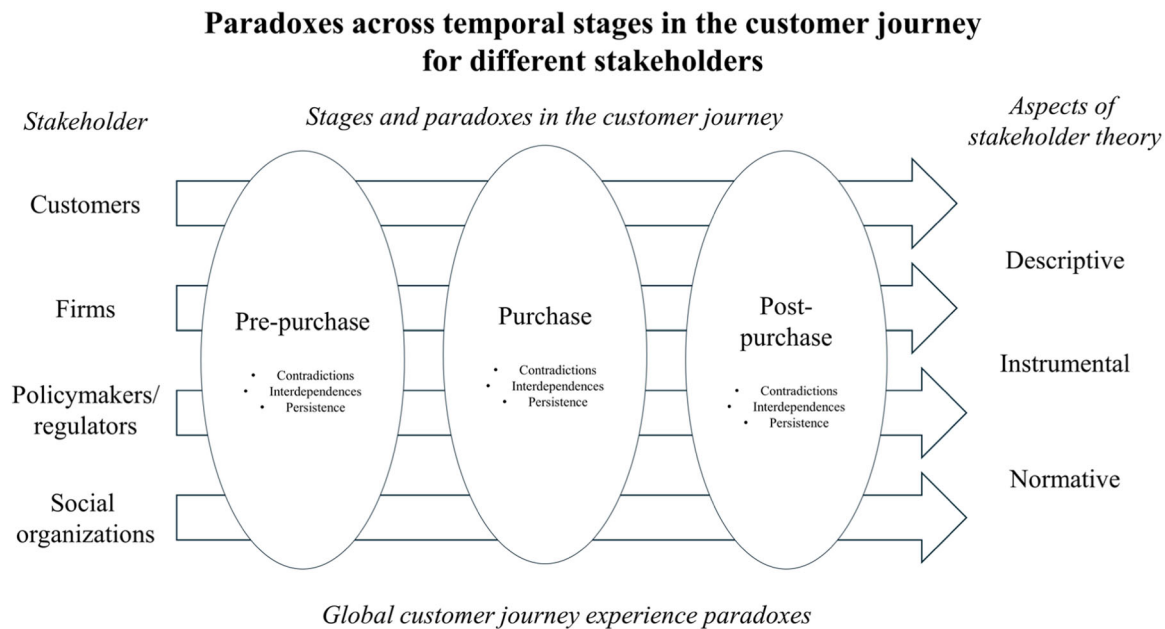 Paradoxes across temporal stages in the customer journey
for different stakeholders
Stakeholder
Stages and paradoxes in the customer journey
Aspects of
stakeholder theory
Customers
Firms
Policymakers/
regulators
Social
organizations
Pre-purchase
• Contradictions
• Interdependences
• Persistence
Purchase
• Contradictions
• Interdependences
• Persistence
Post-
purchase
• Contradictions
• Interdependences
• Persistence
Descriptive
Instrumental
Normative
Global customer journey experience paradoxes